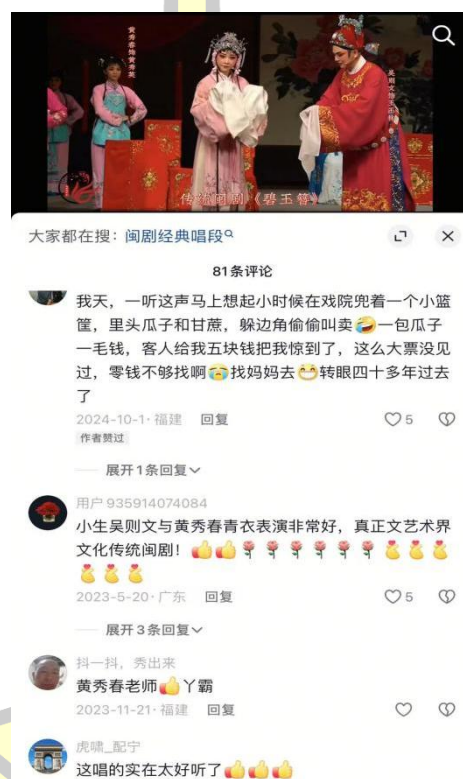 黄秀春饰黄秀英
传统闽剧《碧玉簪》
大家都在搜：闽剧经典唱段
81条评论
我天，一听这声马上想起小时候在戏院兜着一个小篮
筐，里头瓜子和甘蔗，躲边角偷偷叫卖🤣一包瓜子
一毛钱，客人给我五块钱把我惊到了，这么大票没见
过，零钱不够找啊😭找妈妈去😁转眼四十多年过去
了
2024-10-1·福建 回复 5
作者赞过
展开1条回复
用户935914074084
小生吴则文与黄秀春青衣表演非常好，真正文艺术界
文化传统闽剧！👍👍🌹🌹🌹🌹🌹🌹🫰🫰🫰
🫰🫰🫰
2023-5-20·广东 回复 5
展开3条回复
抖一抖，秀出来
黄秀春老师👍丫霸
2023-11-21·福建 回复
虎啸_配宁
这唱的实在太好听了👍👍👍